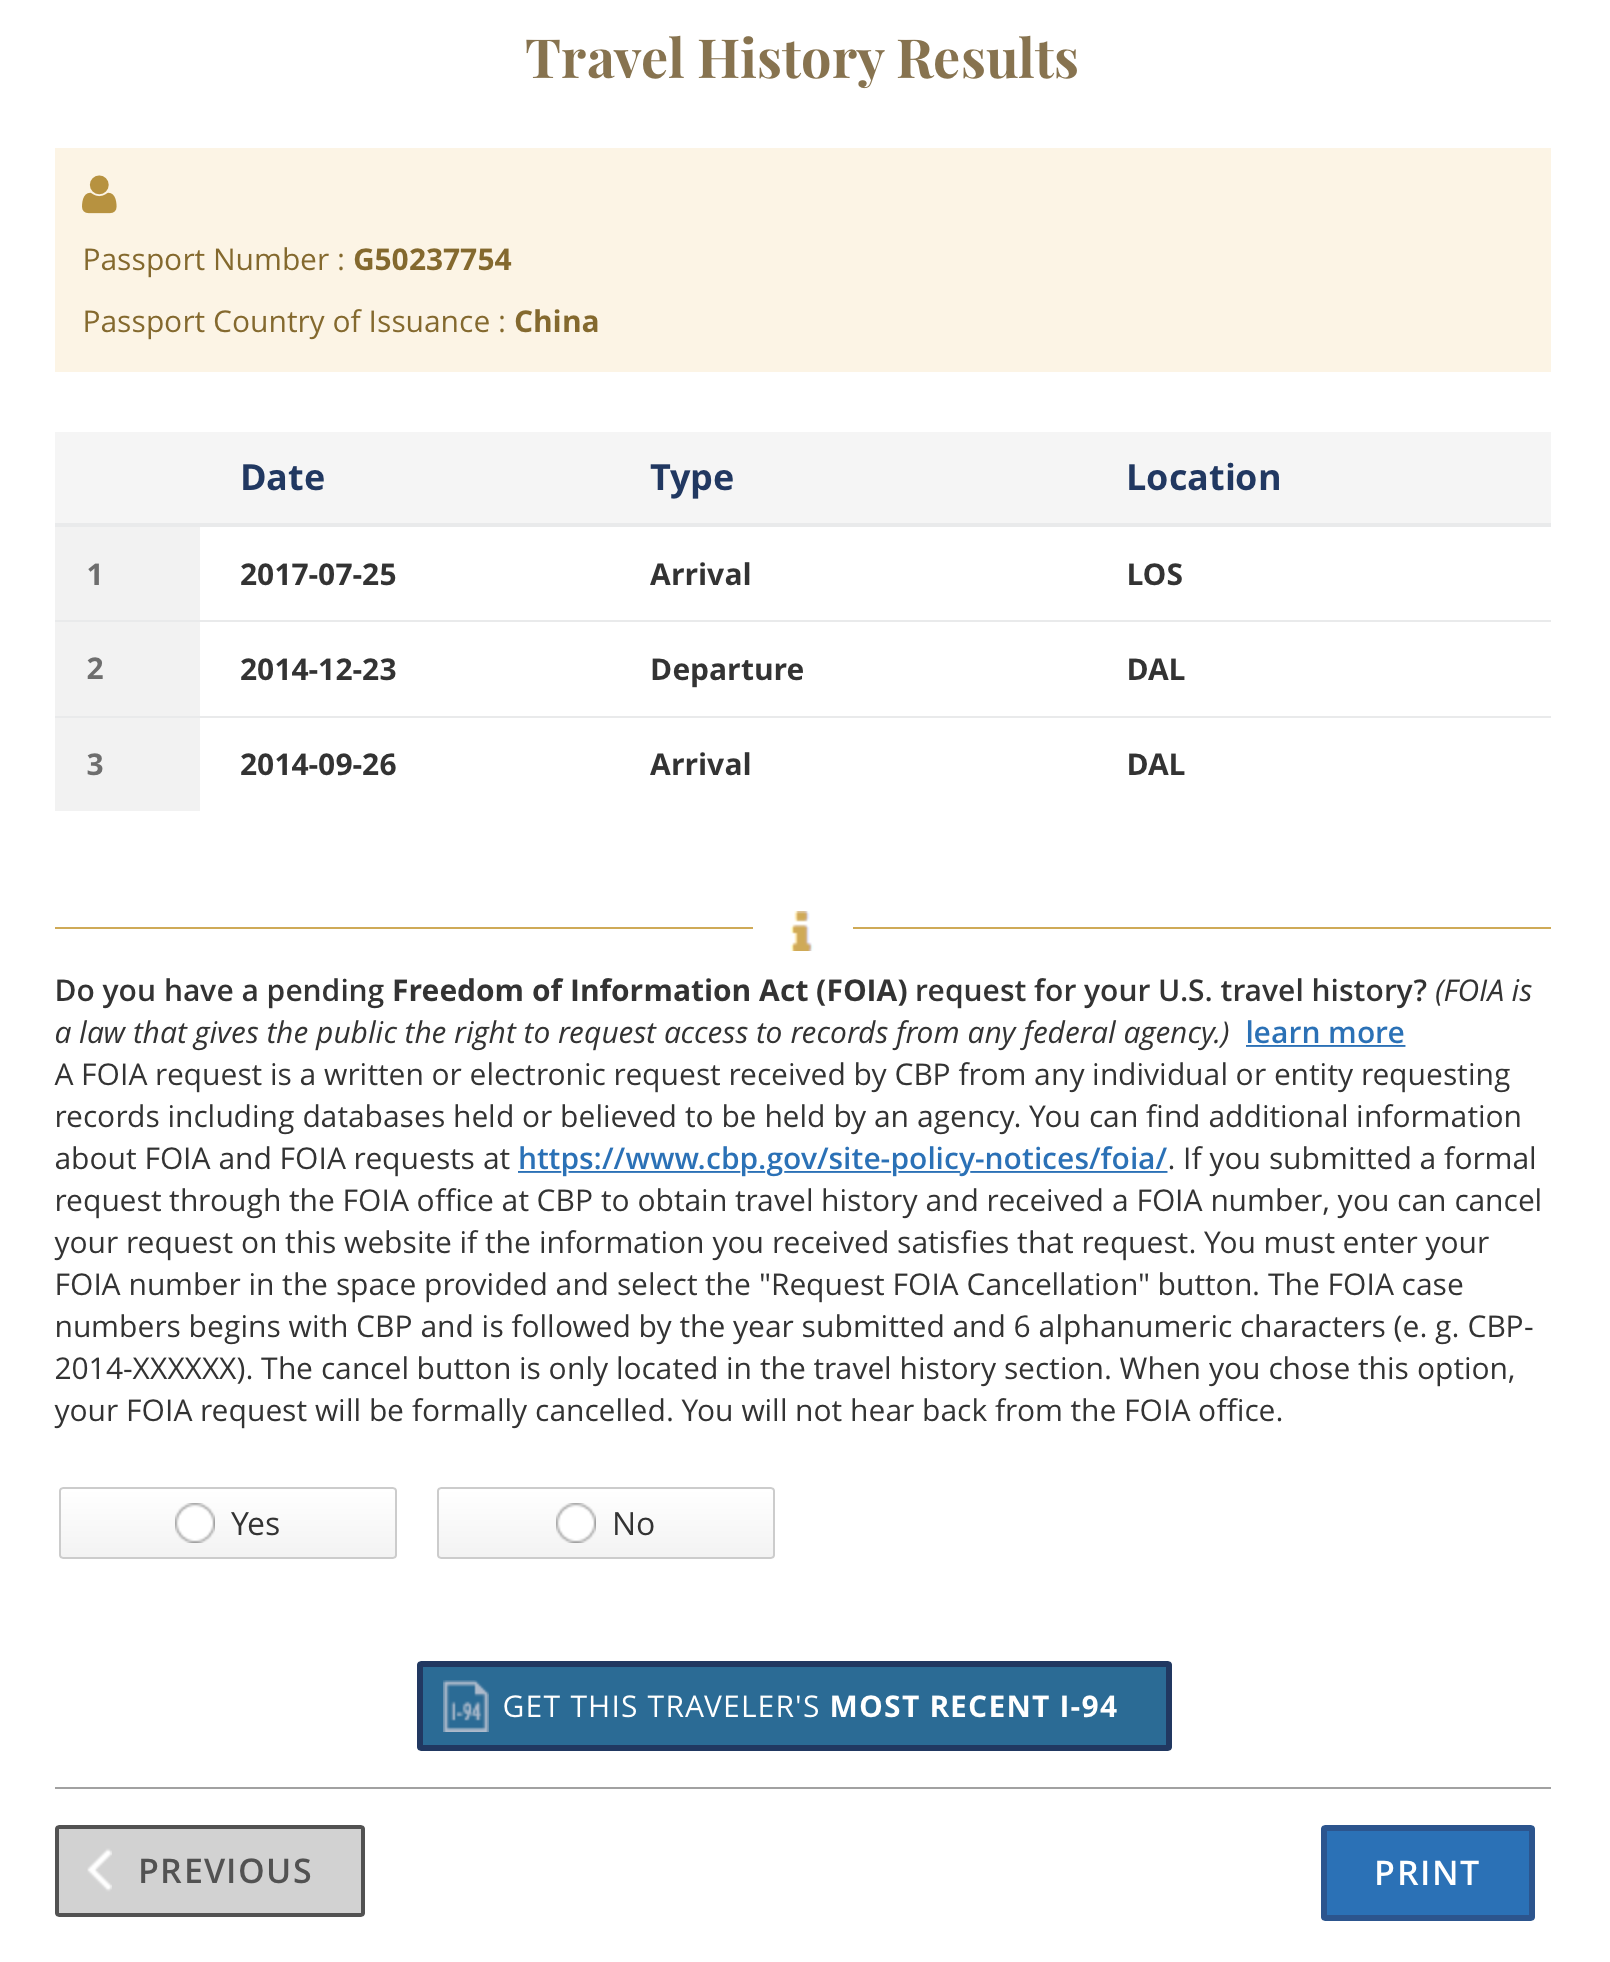 Travel History Results
Passport Number : G50237754
Passport Country of Issuance : China
Date Type Location
1 2017-07-25 Arrival LOS
2 2014-12-23 Departure DAL
3 2014-09-26 Arrival DAL
Do you have a pending Freedom of Information Act (FOIA) request for your U.S. travel history? (FOIA is
a law that gives the public the right to request access to records from any federal agency.) learn more
A FOIA request is a written or electronic request received by CBP from any individual or entity requesting
records including databases held or believed to be held by an agency. You can find additional information
about FOIA and FOIA requests at https://www.cbp.gov/site-policy-notices/foia/. If you submitted a formal
request through the FOIA office at CBP to obtain travel history and received a FOIA number, you can cancel
your request on this website if the information you received satisfies that request. You must enter your
FOIA number in the space provided and select the "Request FOIA Cancellation" button. The FOIA case
numbers begins with CBP and is followed by the year submitted and 6 alphanumeric characters (e. g. CBP-
2014-XXXXXX). The cancel button is only located in the travel history section. When you chose this option,
your FOIA request will be formally cancelled. You will not hear back from the FOIA office.
Yes No
I-94 GET THIS TRAVELER'S MOST RECENT I-94
PREVIOUS PRINT